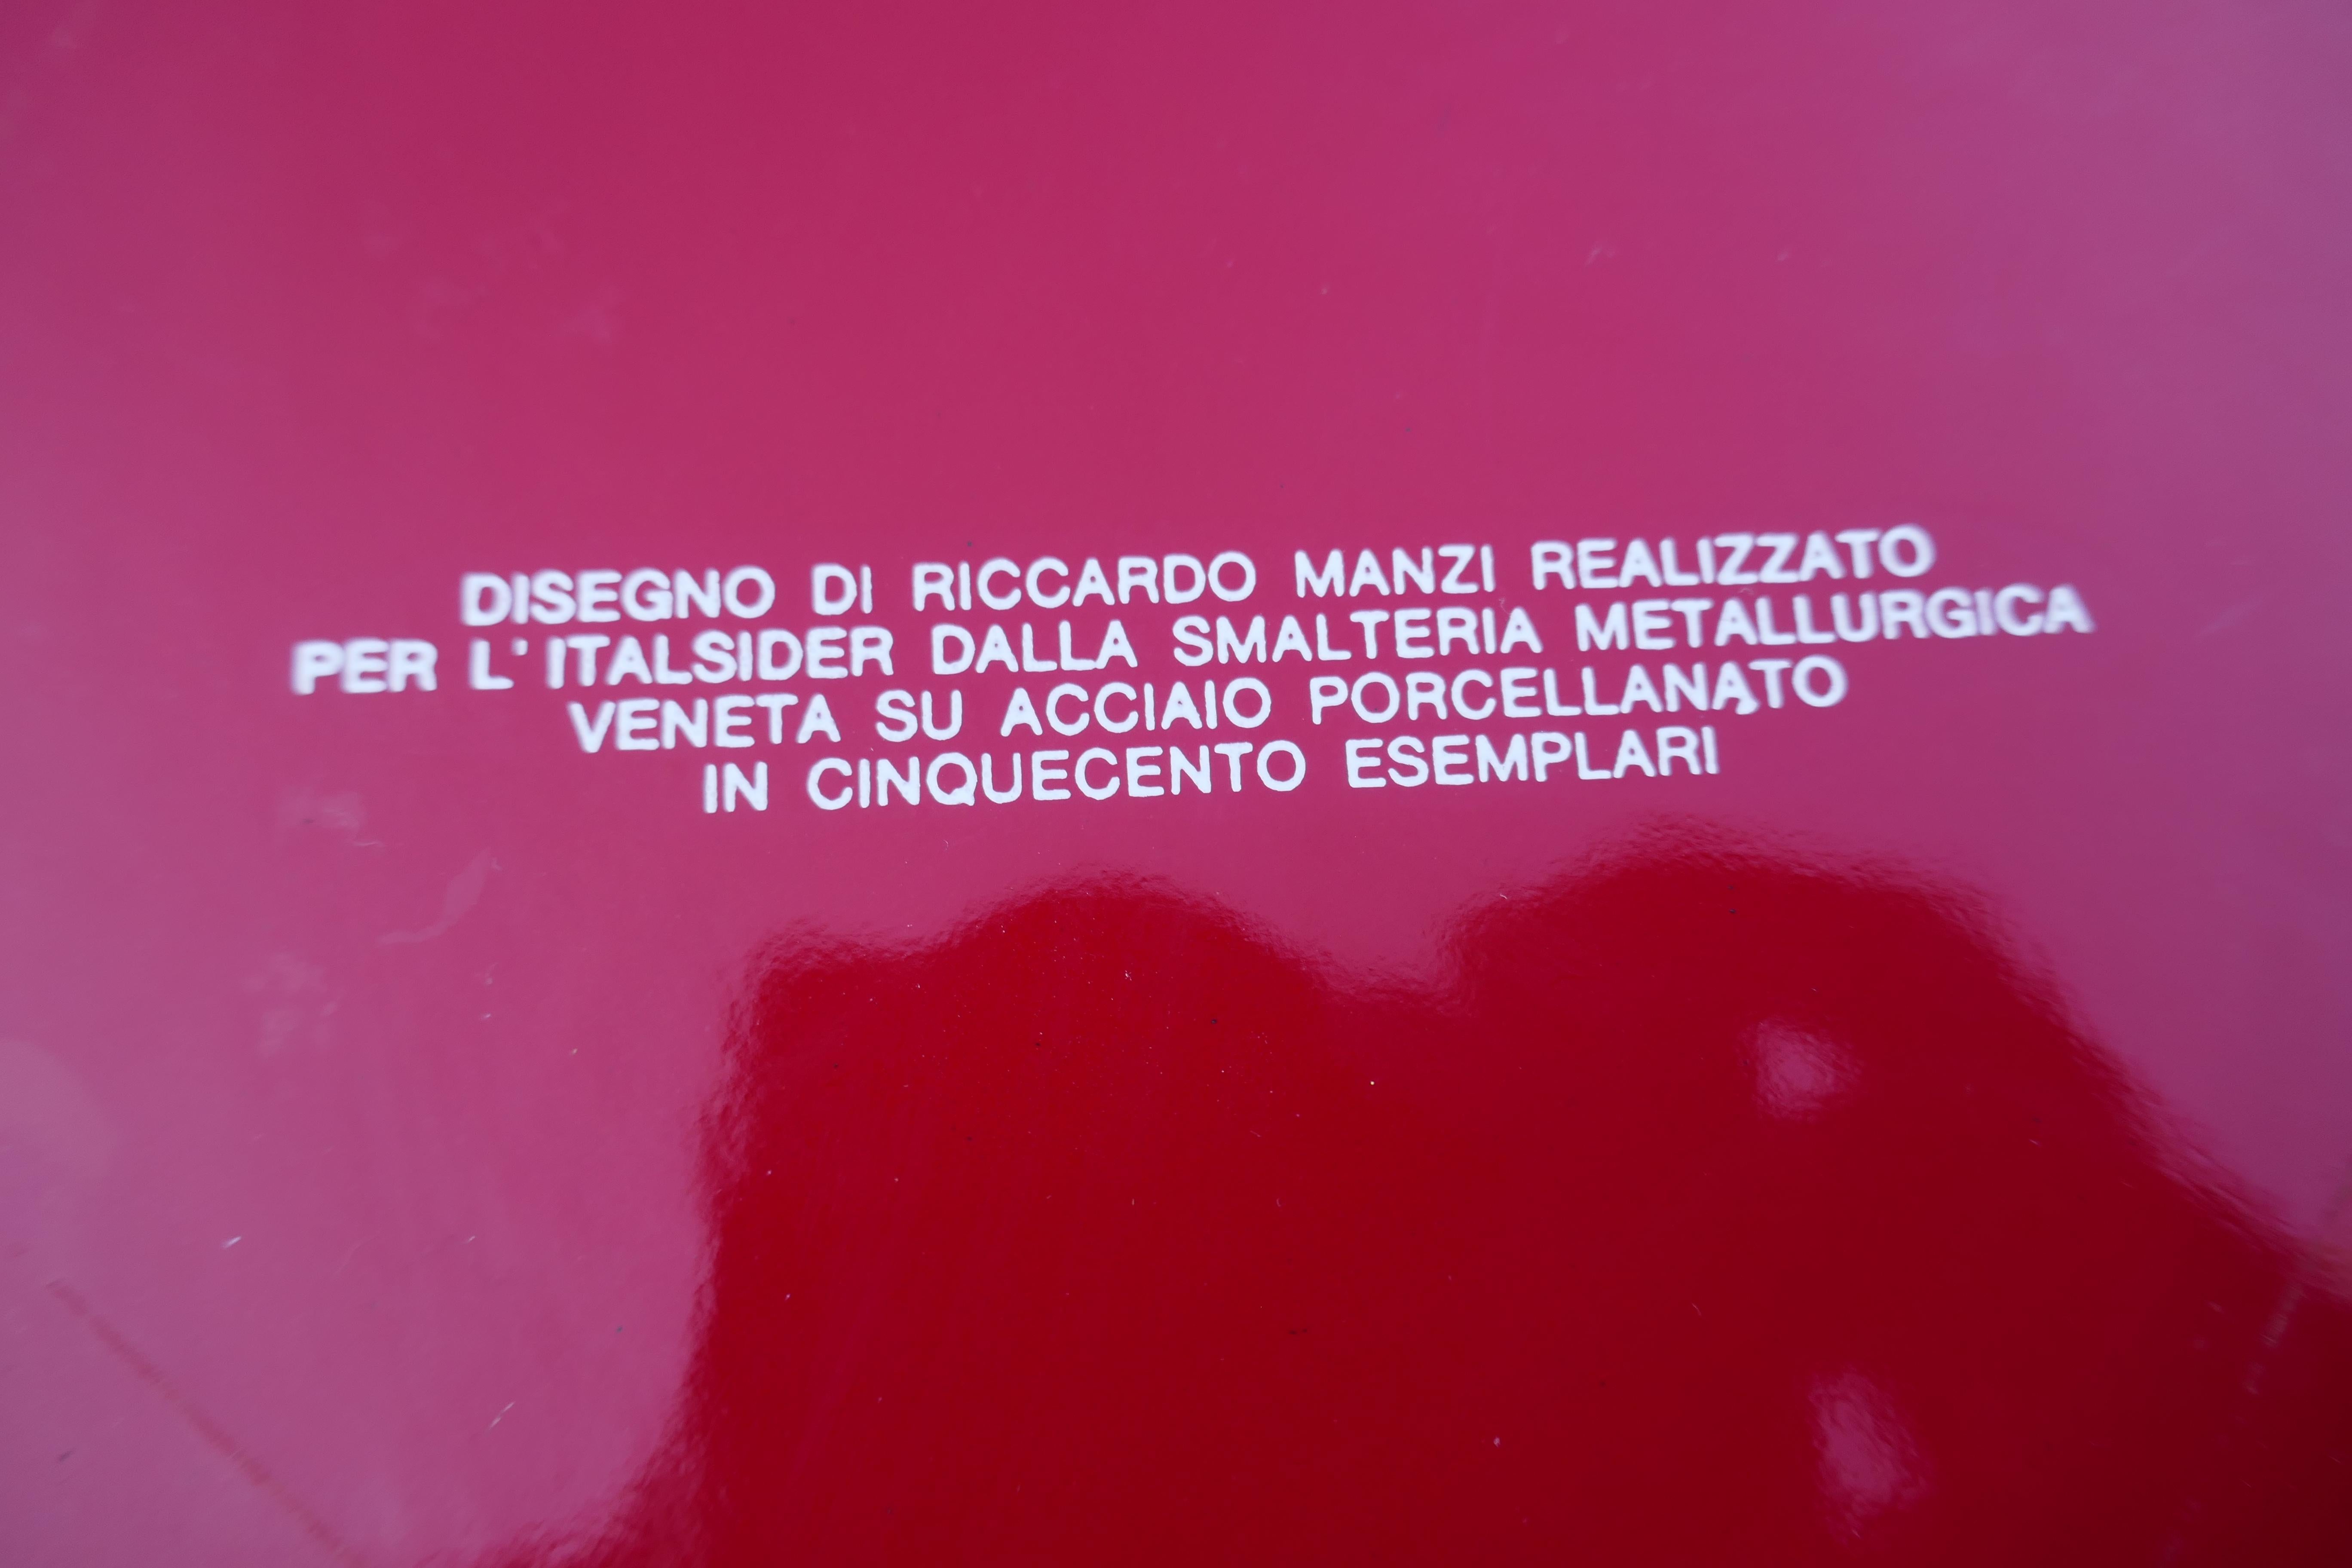 DISEGNO DI RICCARDO MANZI REALIZZATO
PER L'ITALSIDER DALLA SMALTERIA METALLURGICA
VENETA SU ACCIAIO PORCELLANATO
IN CINQUECENTO ESEMPLARI